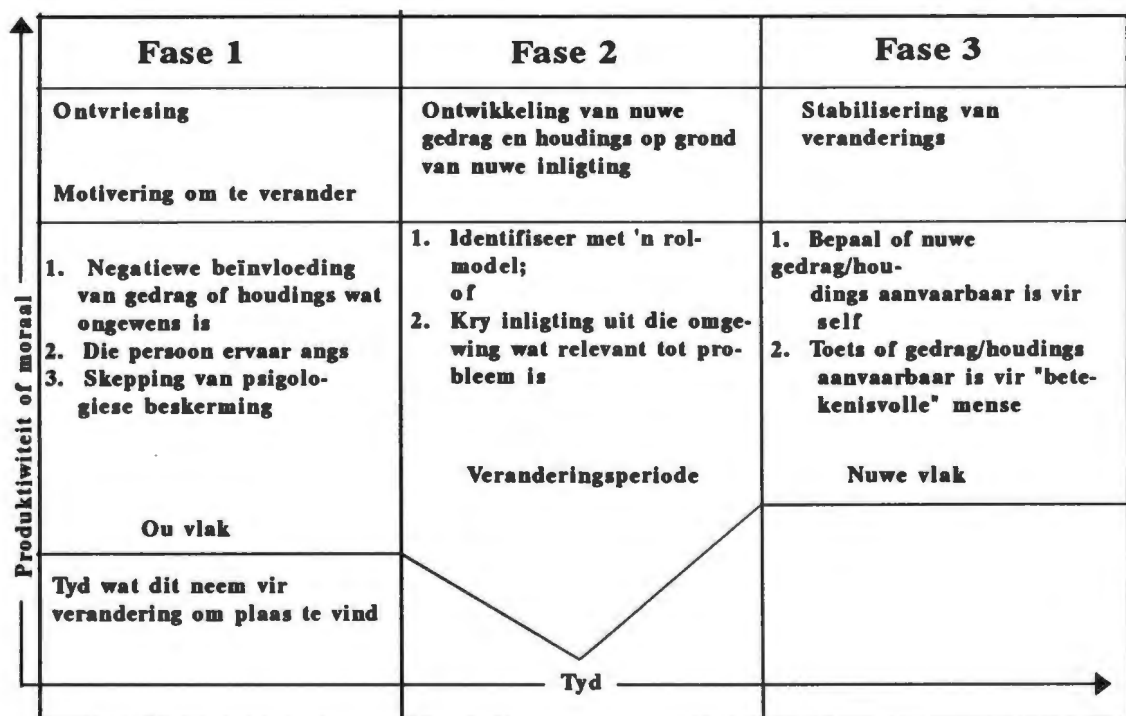 Produktiwiteit of moraal
Fase 1
Ontvriesing
Motivering om te verander
1. Negatiewe beïnvloeding
van gedrag of houdings wat
ongewens is
2. Die persoon ervaar angs
3. Skepping van psigolo-
giese beskerming
Ou vlak
Tyd wat dit neem vir
verandering om plaas te vind
Fase 2
Ontwikkeling van nuwe
gedrag en houdings op grond
van nuwe inligting
1. Identifiseer met 'n rol-
model;
of
2. Kry inligting uit die omge-
wing wat relevant tot pro-
bleem is
Veranderingsperiode
Fase 3
Stabilisering van
veranderings
1. Bepaal of nuwe
gedrag/hou-
dings aanvaarbaar is vir
self
2. Toets of gedrag/houdings
aanvaarbaar is vir "bete-
kenisvolle" mense
Nuwe vlak
Tyd